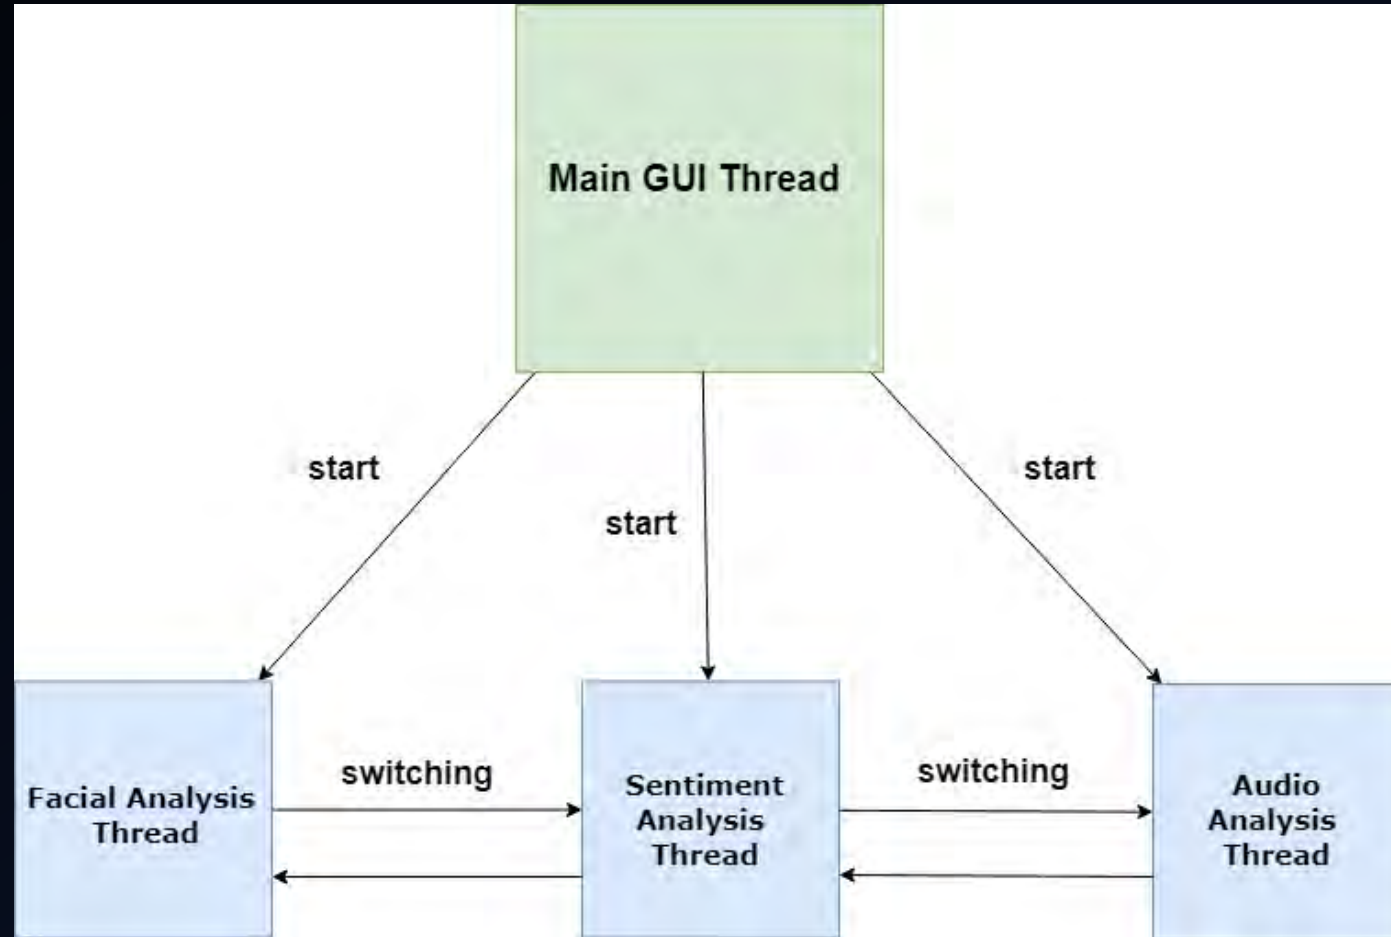 Main GUI Thread
start
start
start
switching
switching
Facial Analysis
Thread
Sentiment
Analysis
Thread
Audio
Analysis
Thread